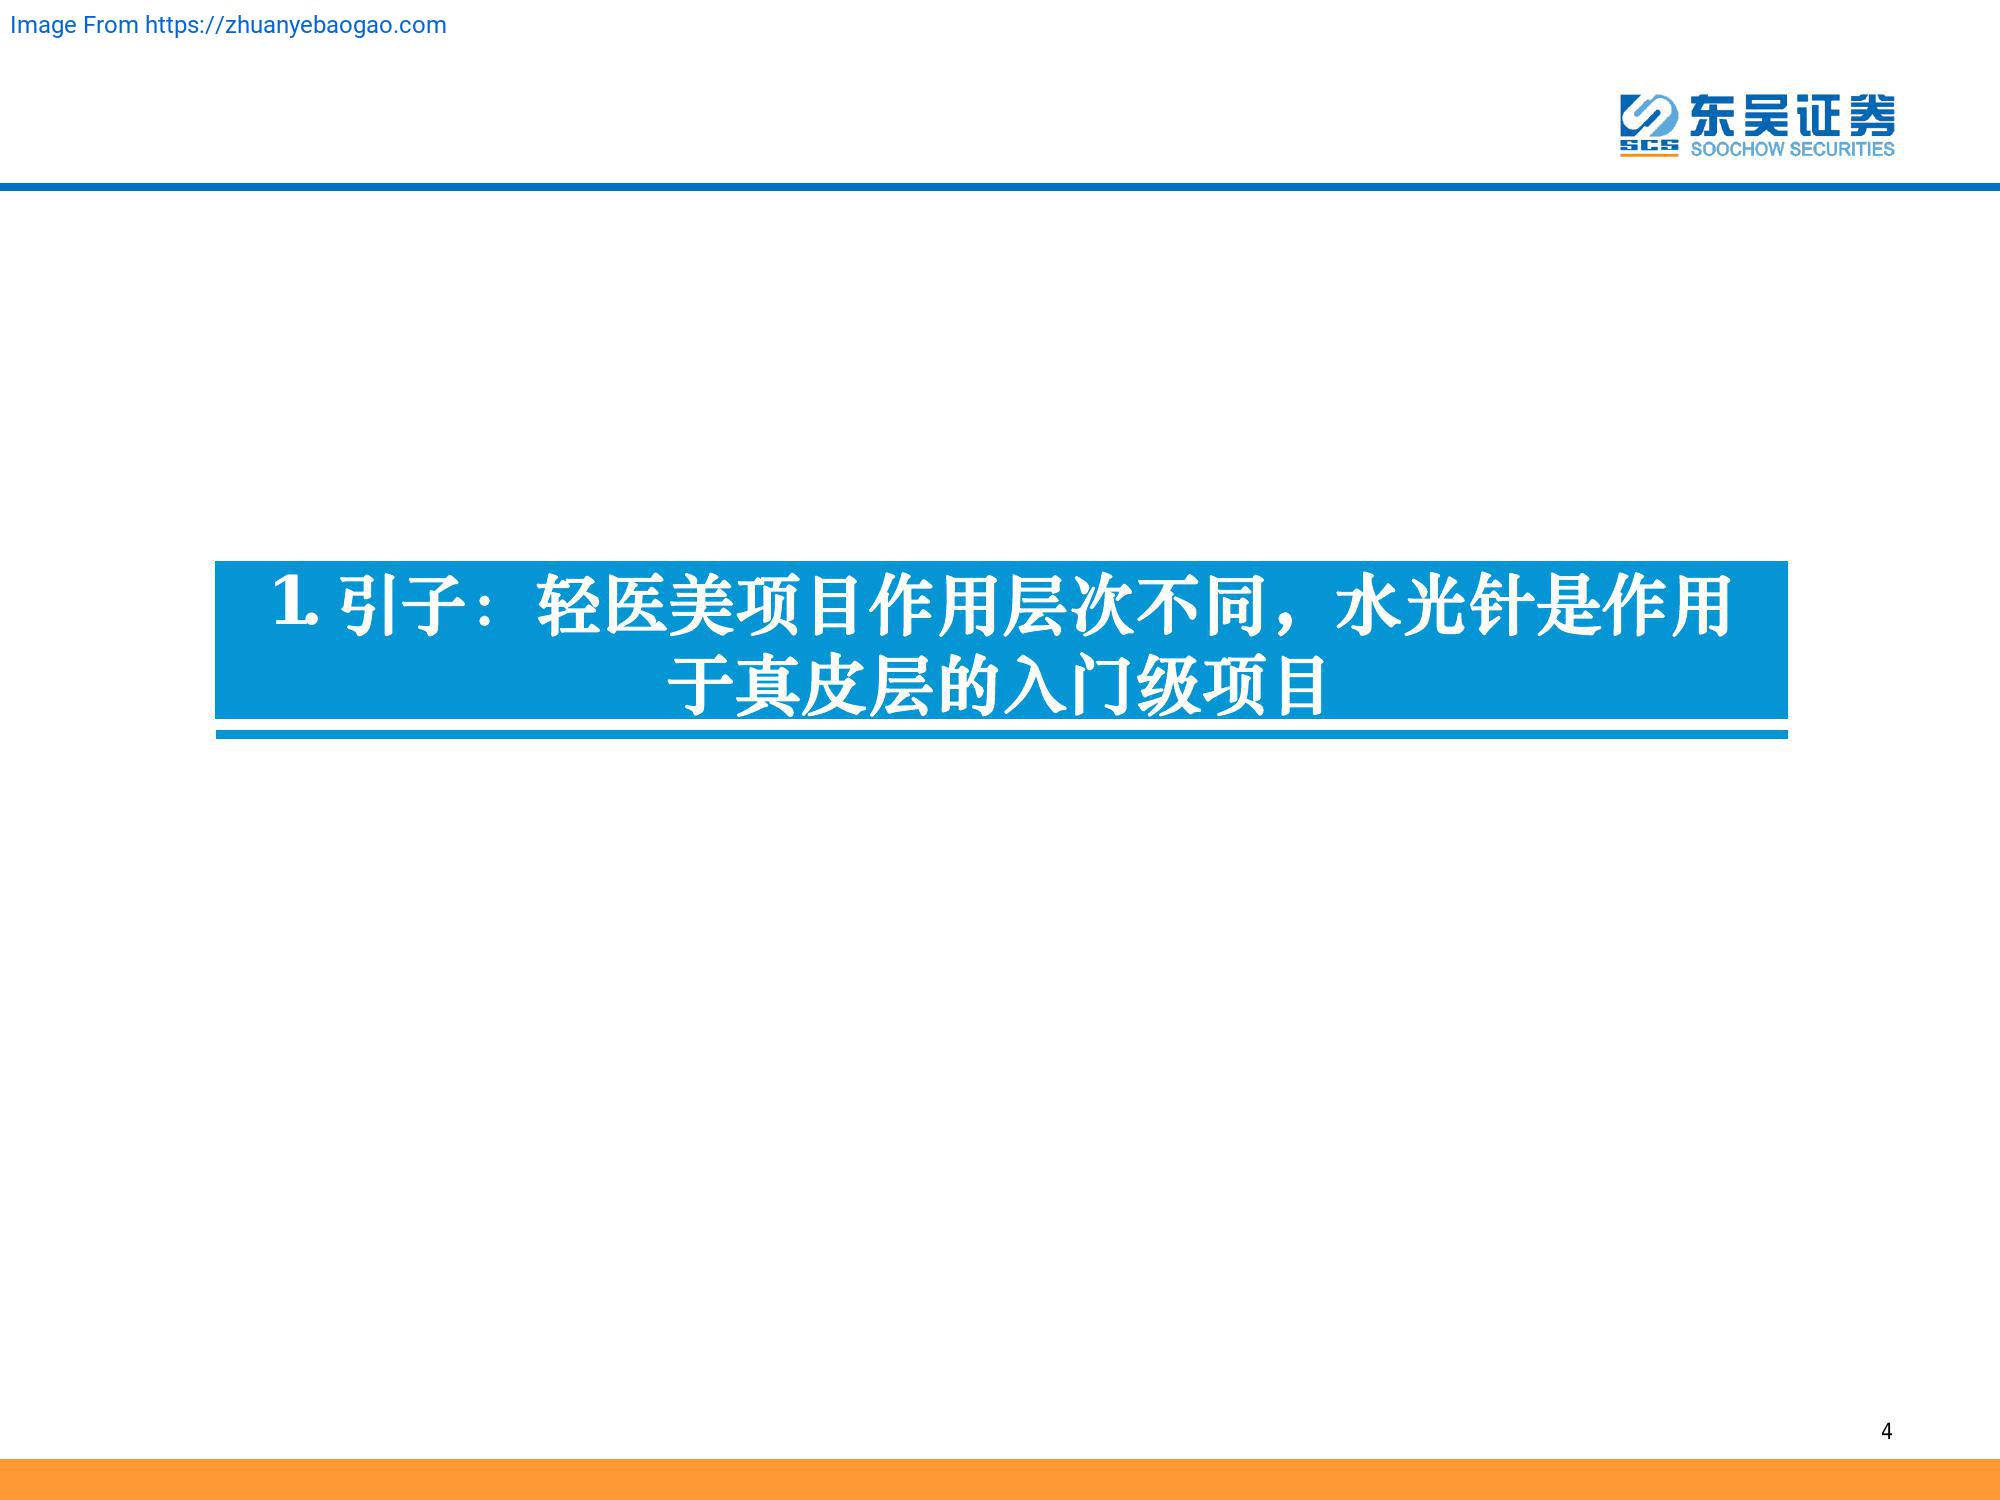 Image From https://zhuanyebaogao.com
东吴证券
SCS
SOOCHOW SECURITIES
1. 引子：轻医美项目作用层次不同，水光针是作用
于真皮层的入门级项目
4